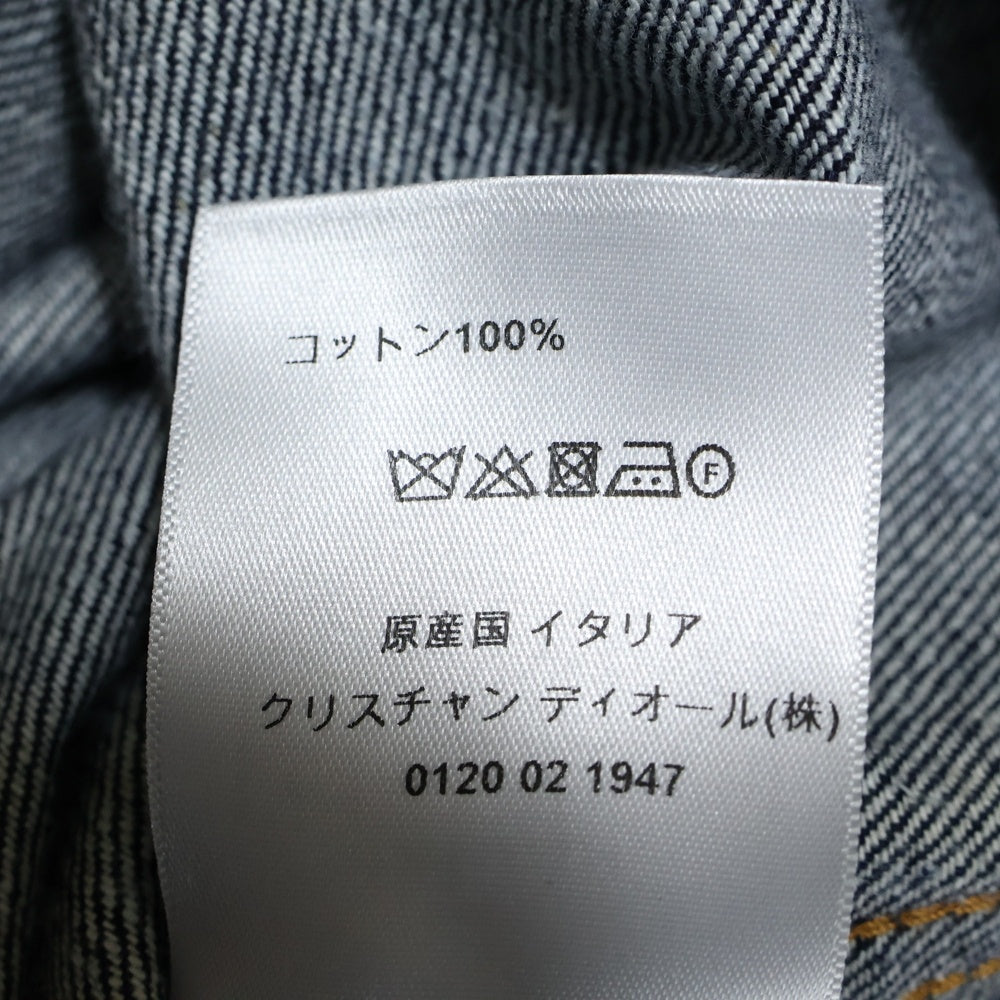 コットン100%
F
原産国 イタリア
クリスチャン ディオール(株)
0120 02 1947